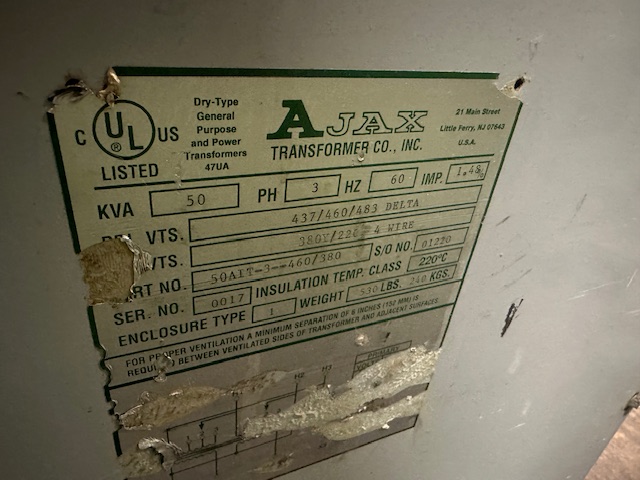 C UL US
®
LISTED
Dry-Type
General
Purpose
and Power
Transformers
47UA
AJAX
TRANSFORMER CO., INC.
21 Main Street
Little Ferry, NJ 07643
U.S.A.
KVA 50 PH 3 HZ 60 IMP. 1.48%
VTS. 437/460/483 DELTA
VTS. 380Y/220 4 WIRE
NO. 50AIT-3--460/380 S/O NO. 01220
SER. NO. 0017 INSULATION TEMP. CLASS 220°C
ENCLOSURE TYPE 1 WEIGHT 530 LBS. 240 KGS.
FOR PROPER VENTILATION A MINIMUM SEPARATION OF 6 INCHES (152 MM) IS
REQUIRED BETWEEN VENTILATED SIDES OF TRANSFORMER AND ADJACENT SURFACES.
H2 H3 PRIMARY